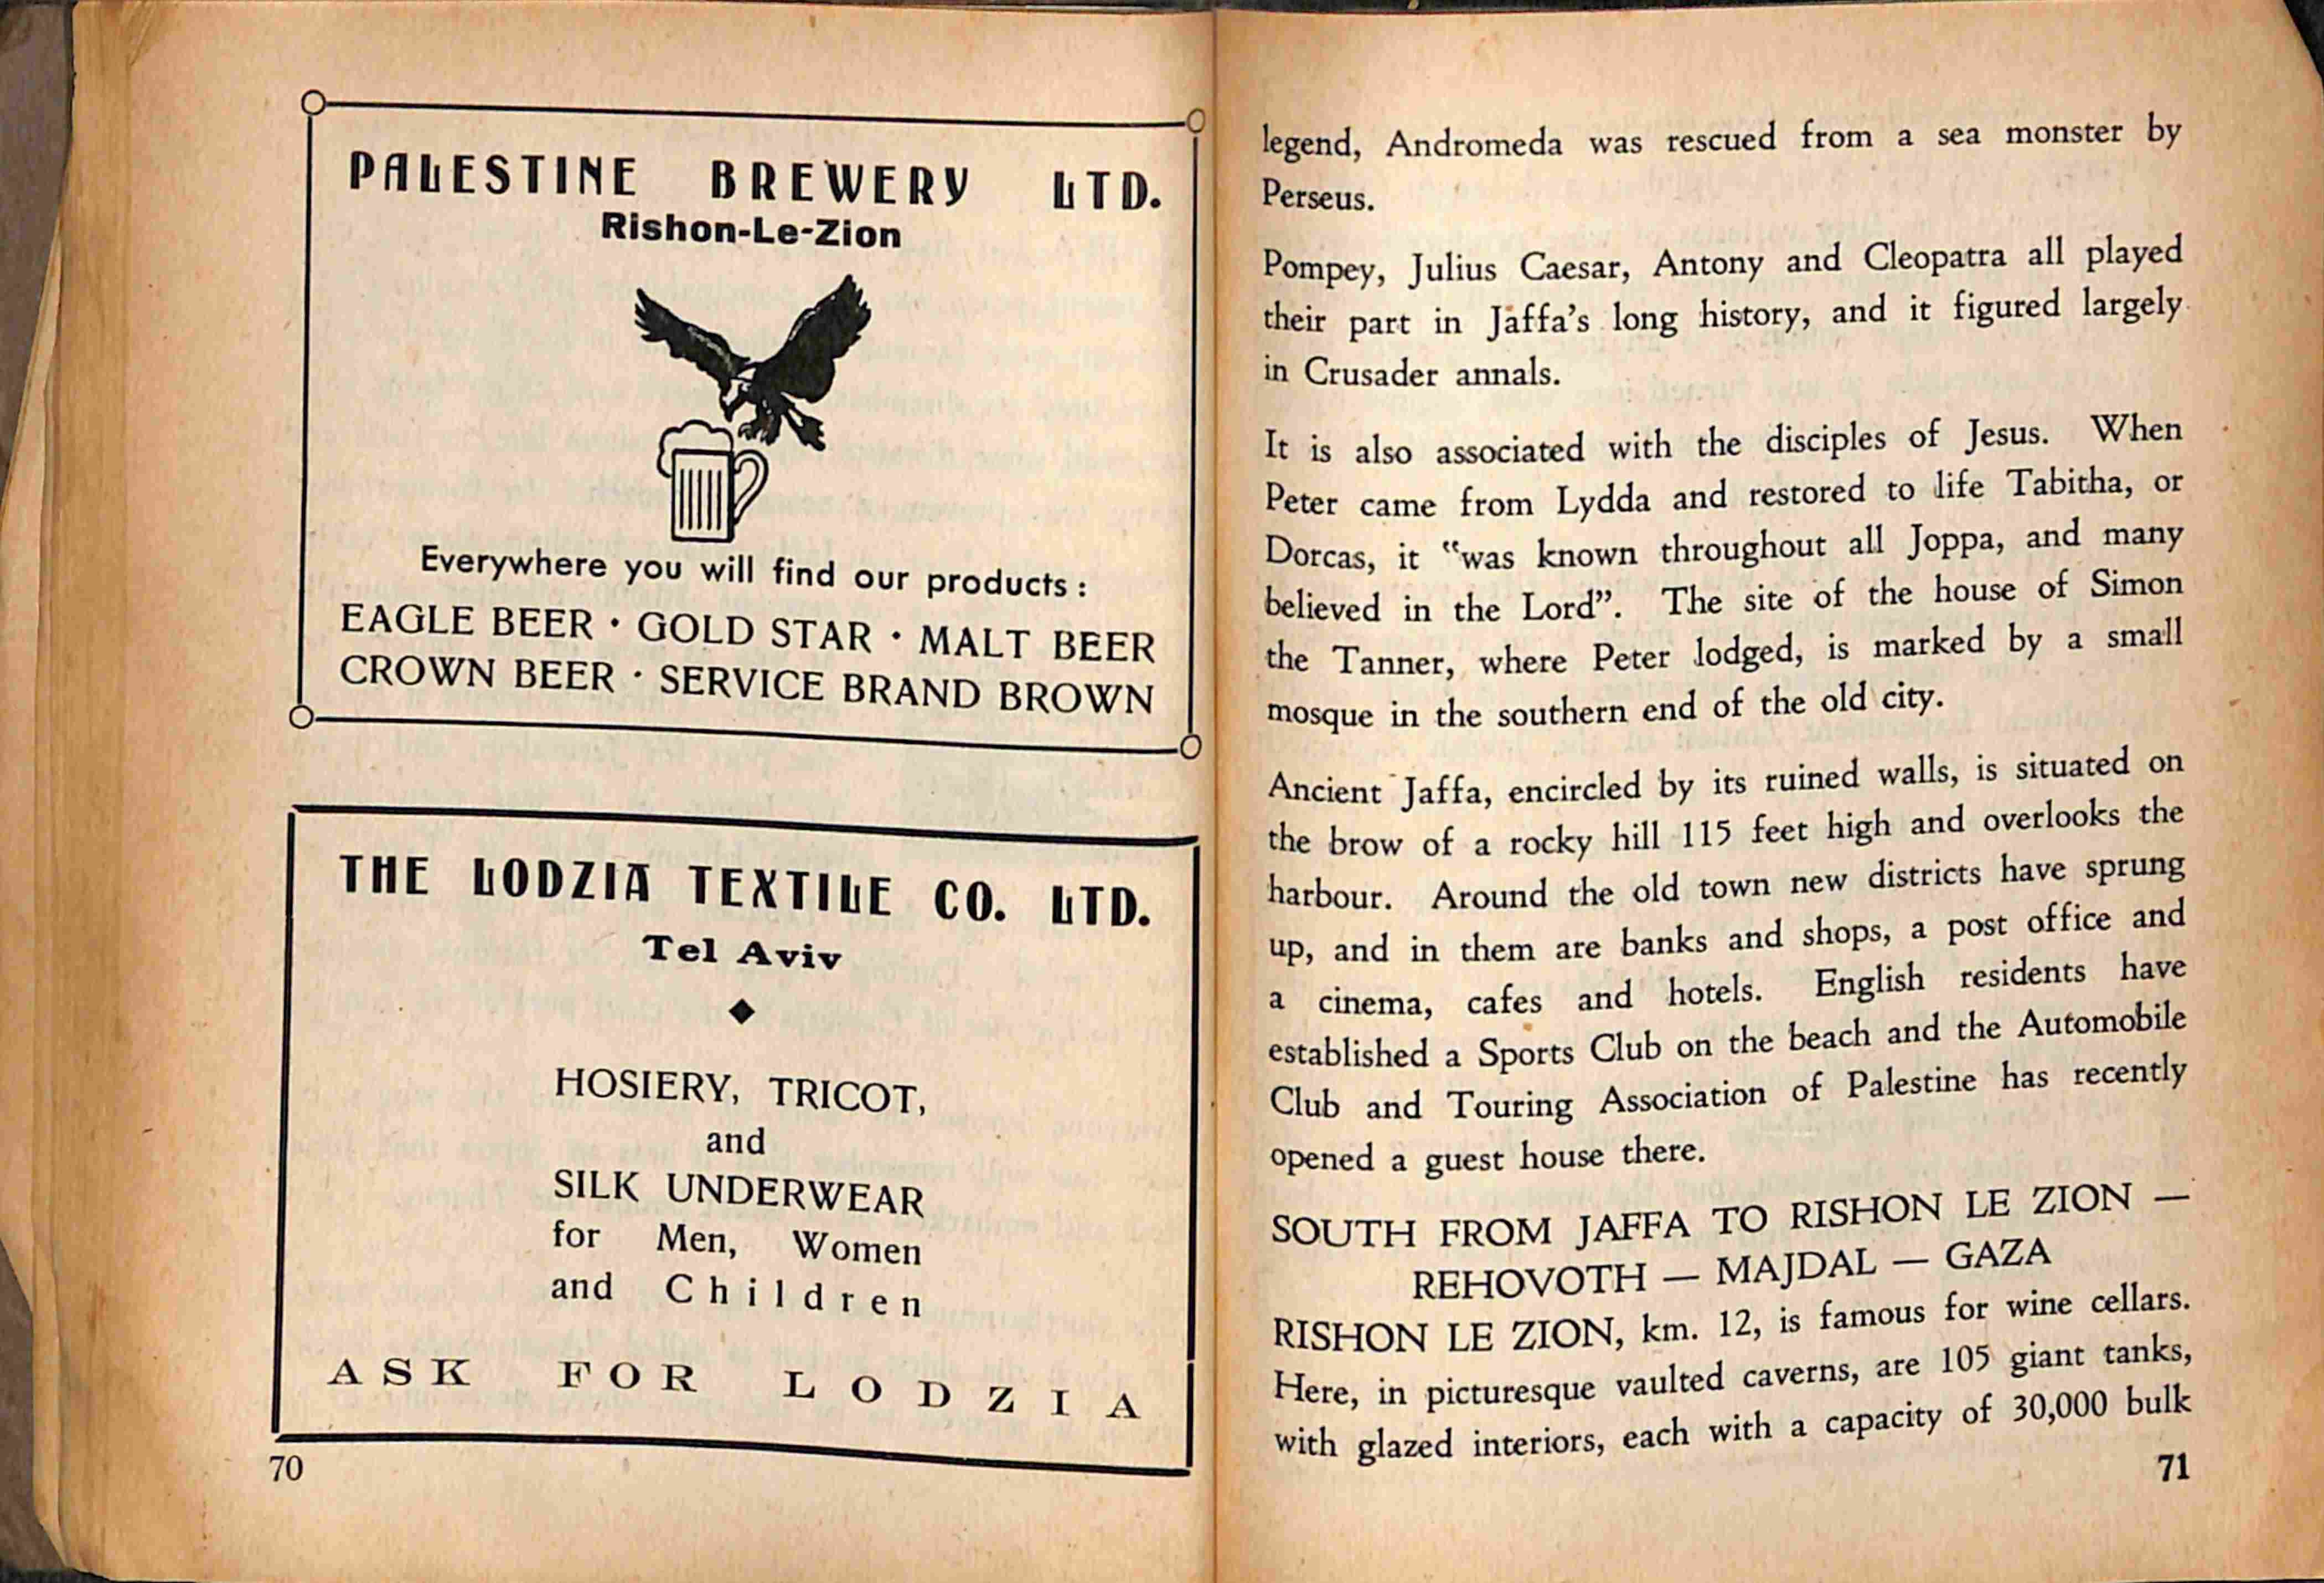 PALESTINE BREWERY LTD.
Rishon-Le-Zion
Everywhere you will find our products :
EAGLE BEER · GOLD STAR · MALT BEER
CROWN BEER · SERVICE BRAND BROWN
THE LODZIA TEXTILE CO. LTD.
Tel Aviv
HOSIERY, TRICOT,
and
SILK UNDERWEAR
for Men, Women
and Children
ASK FOR LODZIA
70
legend, Andromeda was rescued from a sea monster by
Perseus.
Pompey, Julius Caesar, Antony and Cleopatra all played
their part in Jaffa's long history, and it figured largely
in Crusader annals.
It is also associated with the disciples of Jesus. When
Peter came from Lydda and restored to life Tabitha, or
Dorcas, it "was known throughout all Joppa, and many
believed in the Lord". The site of the house of Simon
the Tanner, where Peter lodged, is marked by a small
mosque in the southern end of the old city.
Ancient Jaffa, encircled by its ruined walls, is situated on
the brow of a rocky hill 115 feet high and overlooks the
harbour. Around the old town new districts have sprung
up, and in them are banks and shops, a post office and
a cinema, cafes and hotels. English residents have
established a Sports Club on the beach and the Automobile
Club and Touring Association of Palestine has recently
opened a guest house there.
SOUTH FROM JAFFA TO RISHON LE ZION —
REHOVOTH — MAJDAL — GAZA
RISHON LE ZION, km. 12, is famous for wine cellars.
Here, in picturesque vaulted caverns, are 105 giant tanks,
with glazed interiors, each with a capacity of 30,000 bulk
71